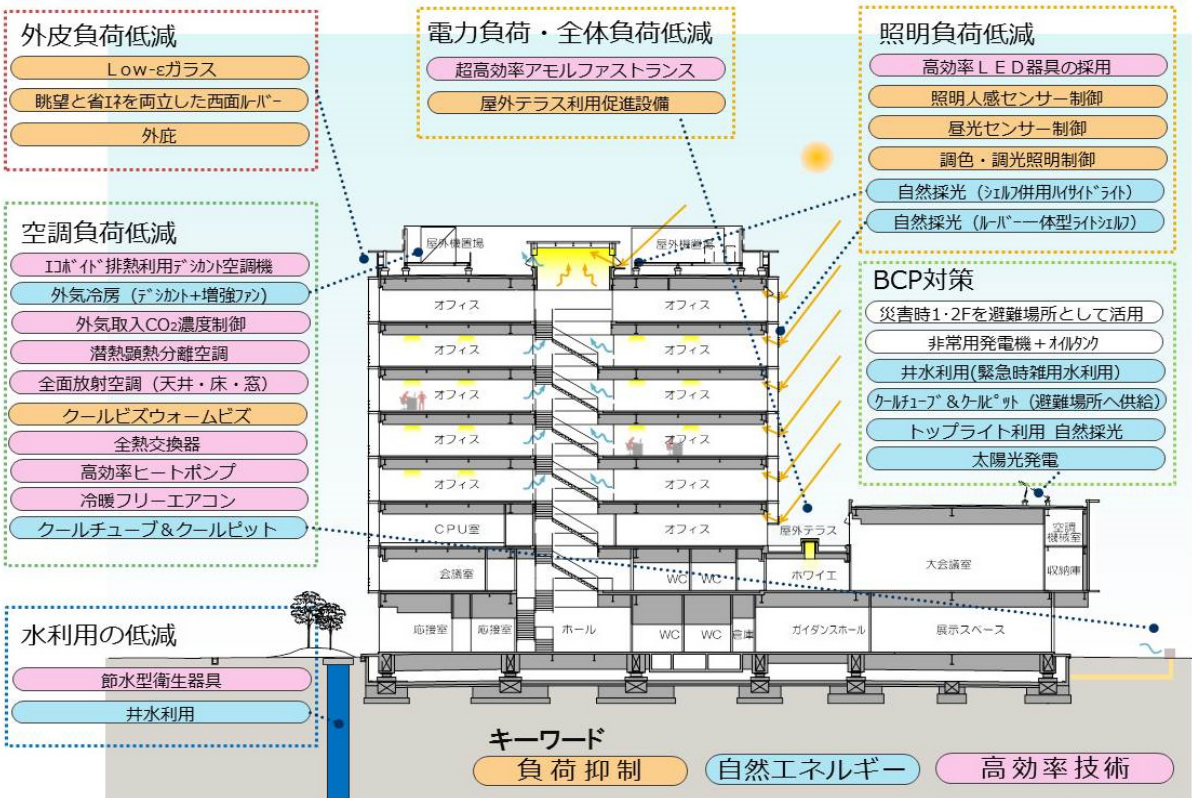 外皮負荷低減
Low-εガラス
眺望と省ｴﾈを両立した西面ﾙｰﾊﾞｰ
外庇
電力負荷・全体負荷低減
超高効率アモルファストランス
屋外テラス利用促進設備
照明負荷低減
高効率ＬＥＤ器具の採用
照明人感センサー制御
昼光センサー制御
調色・調光照明制御
自然採光（ｼｪﾙﾌ併用ﾊｲｻｲﾄﾞﾗｲﾄ）
自然採光（ﾙｰﾊﾞｰ一体型ﾗｲﾄｼｪﾙﾌ）
空調負荷低減
ｴｺﾎﾞｲﾄﾞ排熱利用ﾃﾞｼｶﾝﾄ空調機
外気冷房（ﾃﾞｼｶﾝﾄ+増強ﾌｧﾝ）
外気取入CO₂濃度制御
潜熱顕熱分離空調
全面放射空調（天井・床・窓）
クールビズウォームビズ
全熱交換器
高効率ヒートポンプ
冷暖フリーエアコン
クールチューブ＆クールピット
BCP対策
災害時1･2Fを避難場所として活用
非常用発電機＋ｵｲﾙﾀﾝｸ
井水利用(緊急時雑用水利用)
ｸｰﾙﾁｭｰﾌﾞ＆ｸｰﾙﾋﾟｯﾄ（避難場所へ供給）
トップライト利用 自然採光
太陽光発電
水利用の低減
節水型衛生器具
井水利用
屋外機置場
屋外機置場
オフィス
オフィス
オフィス
オフィス
オフィス
オフィス
オフィス
オフィス
オフィス
オフィス
ＣＰＵ室
オフィス
屋外テラス
空調機械室
会議室
WC
WC
ホワイエ
大会議室
収納庫
応接室
応接室
ホール
WC
WC
倉庫
ガイダンスホール
展示スペース
キーワード
負荷抑制
自然エネルギー
高効率技術